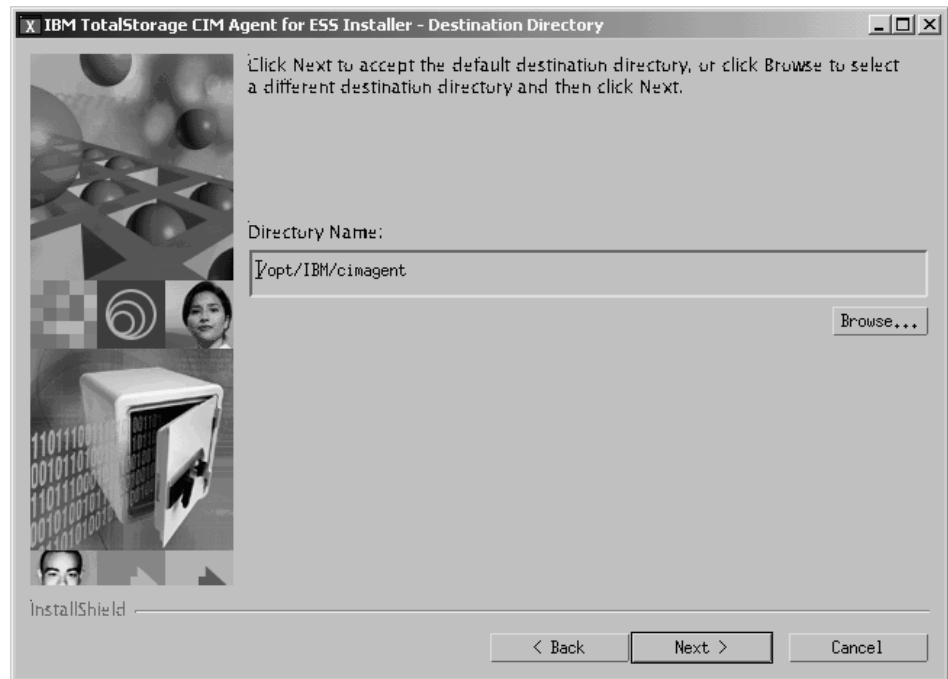 X IBM TotalStorage CIM Agent for ESS Installer - Destination Directory
Click Next to accept the default destination directory, or click Browse to select
a different destination directory and then click Next.
Directory Name:
/opt/IBM/cimagent
Browse...
InstallShield
< Back
Next >
Cancel